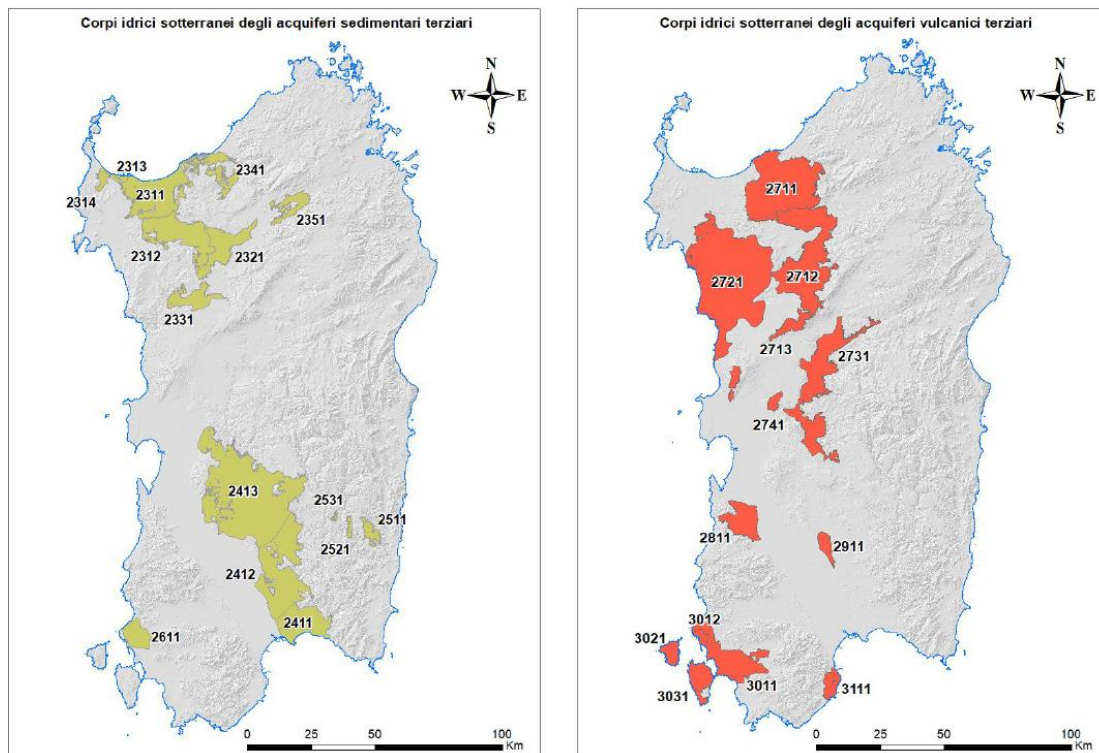 Corpi idrici sotterranei degli acquiferi sedimentari terziari
N
W E
S
2313
2341
2311
2314
2351
2312
2321
2331
2413
2531
2511
2521
2412
2411
2611
0 50 100
Km
Corpi idrici sotterranei degli acquiferi vulcanici terziari
N
W E
S
2711
2712
2721
2713
2731
2741
2811
2911
3012
3021
3011
3031
3111
0 50 100
Km